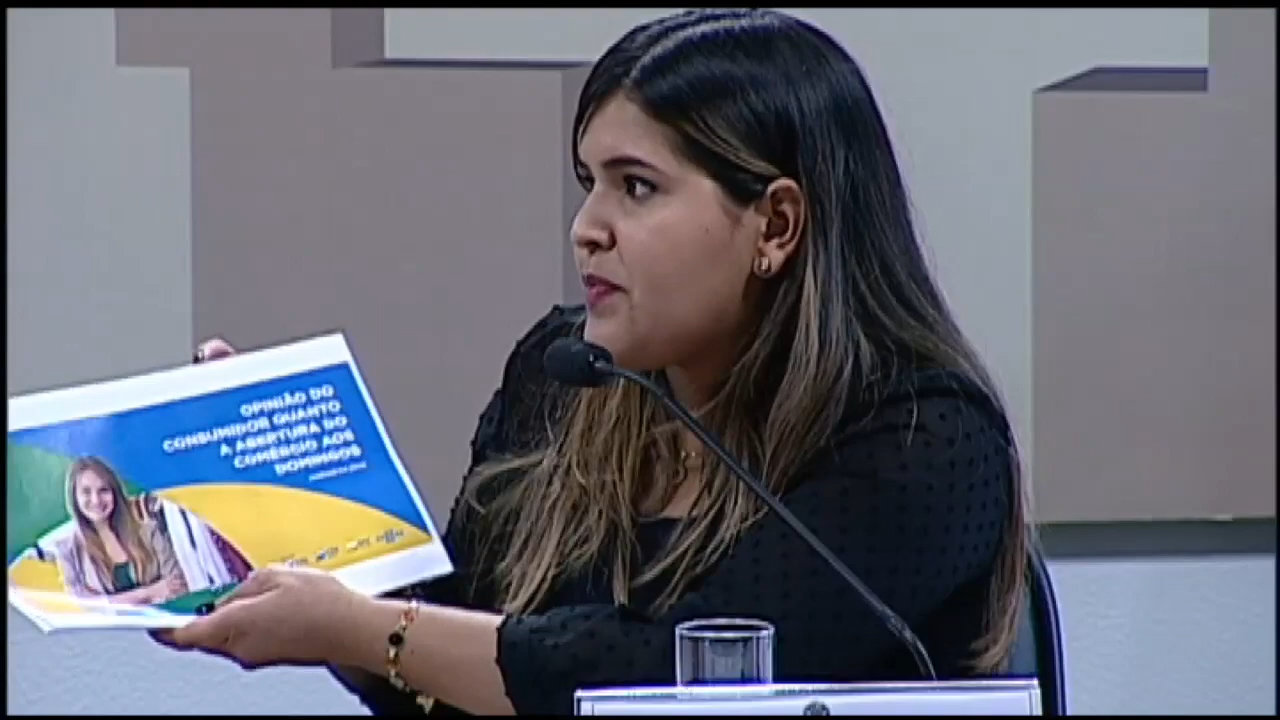 OPINIÃO DO
CONSUMIDOR QUANTO
A ABERTURA DO
COMÉRCIO AOS
DOMINGOS